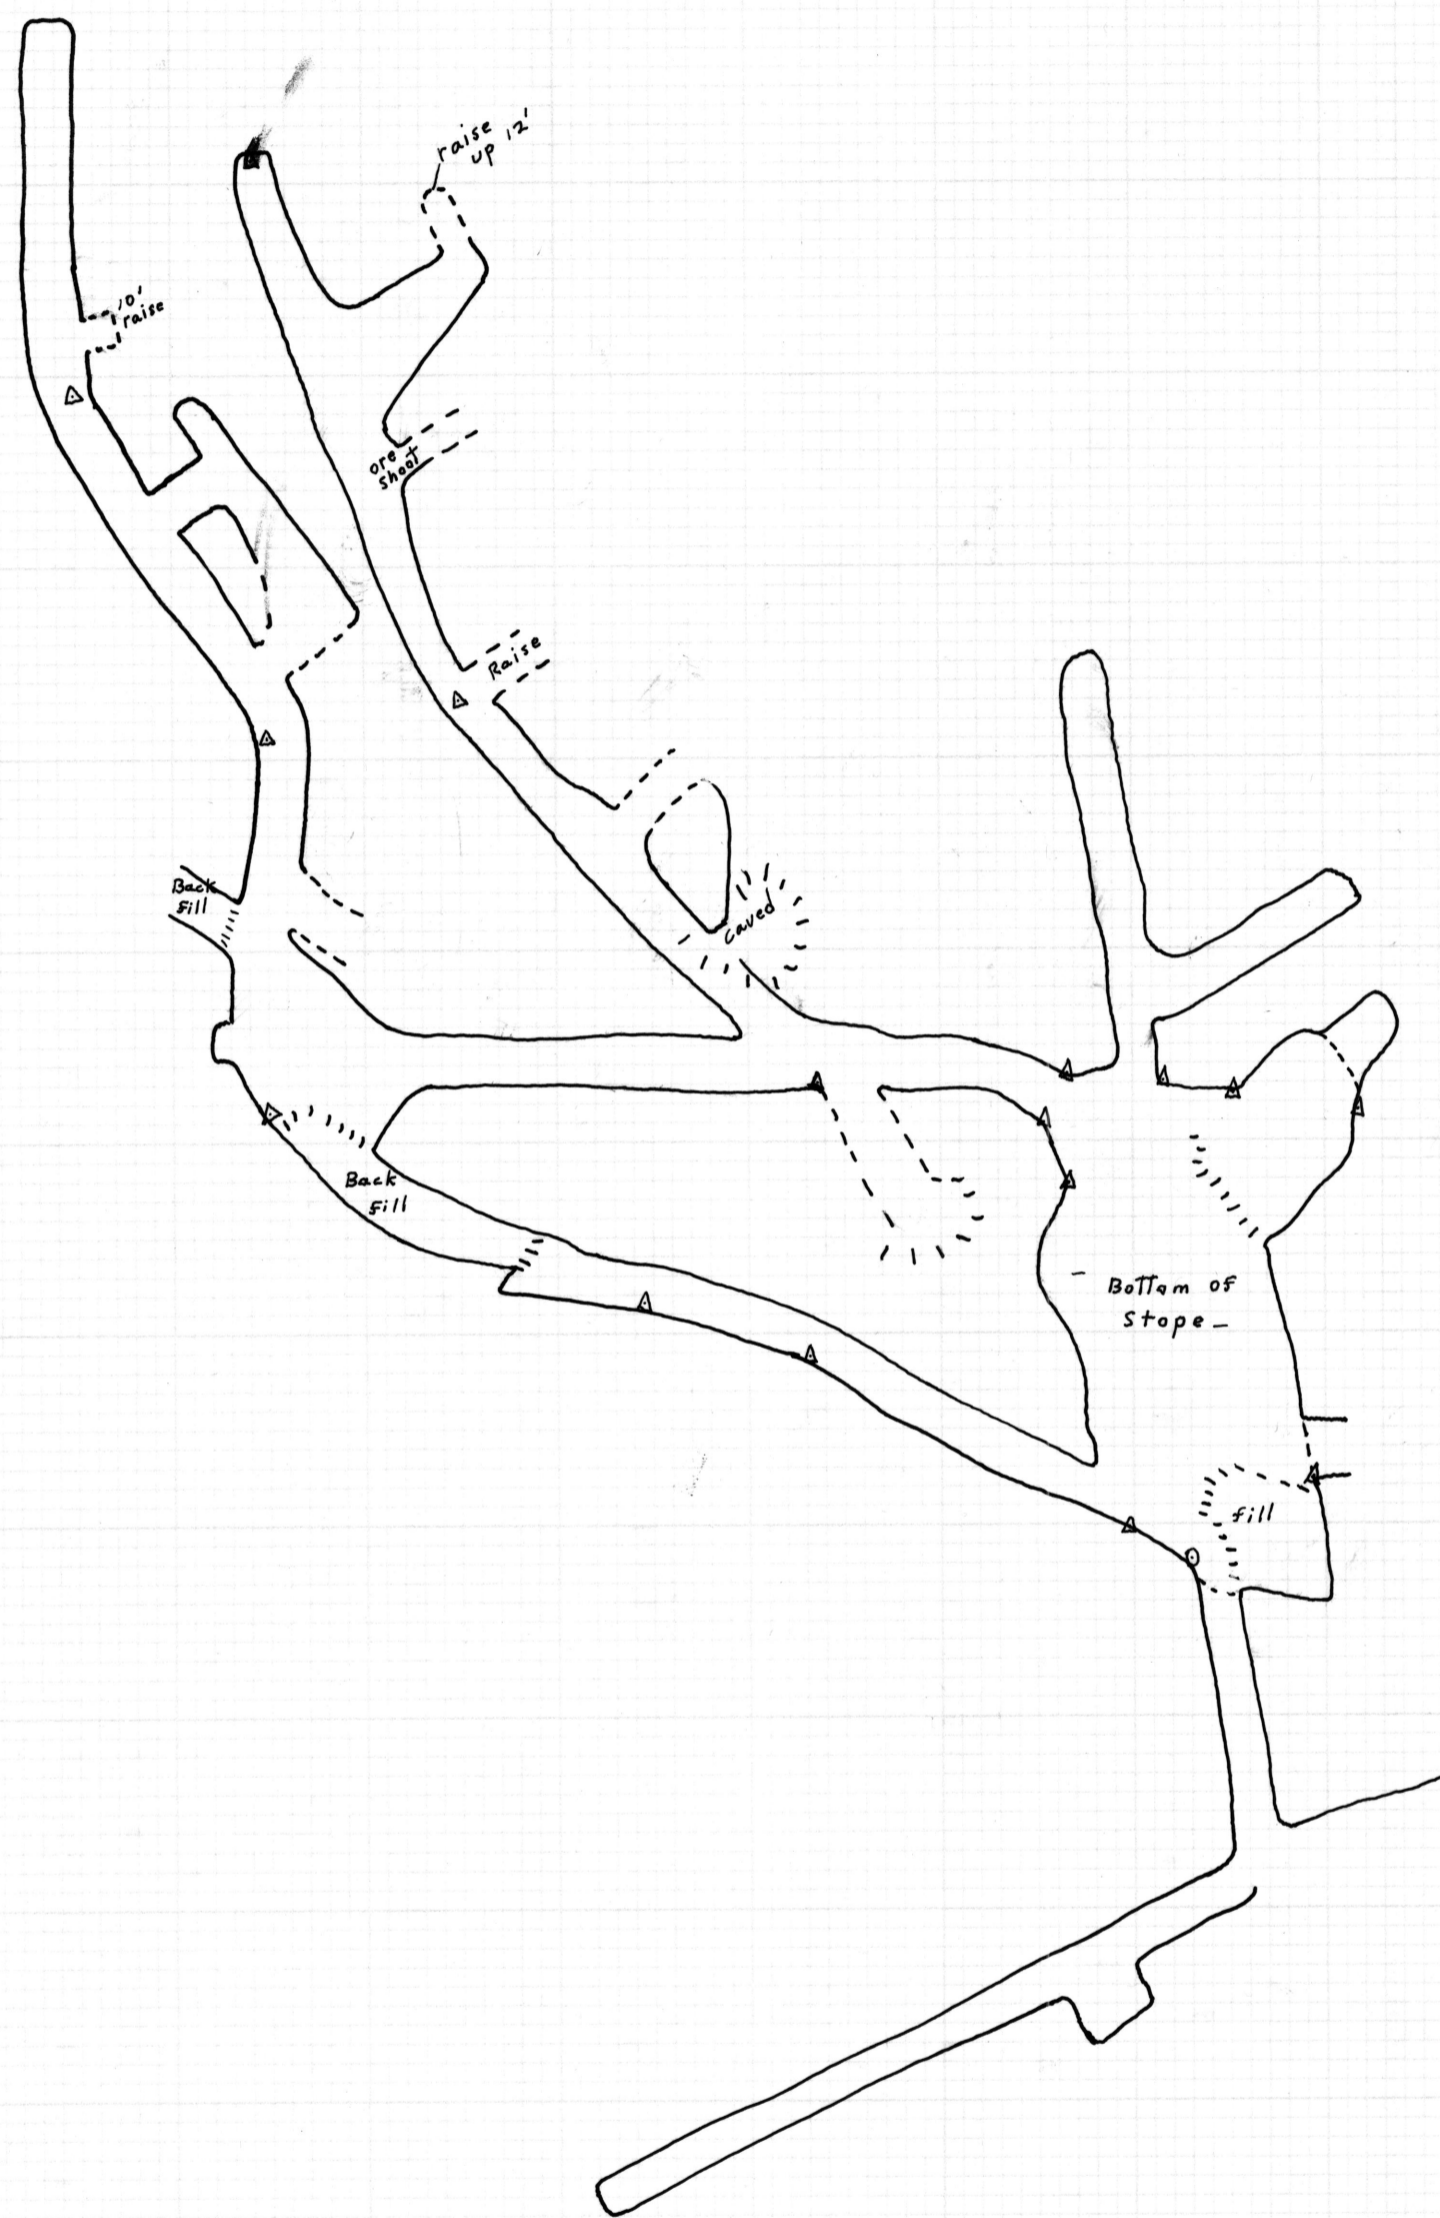 raise
up 12'
10'
raise
ore
shoot
Raise
Back
fill
Caved
Back
fill
- Bottom of
Stope -
fill